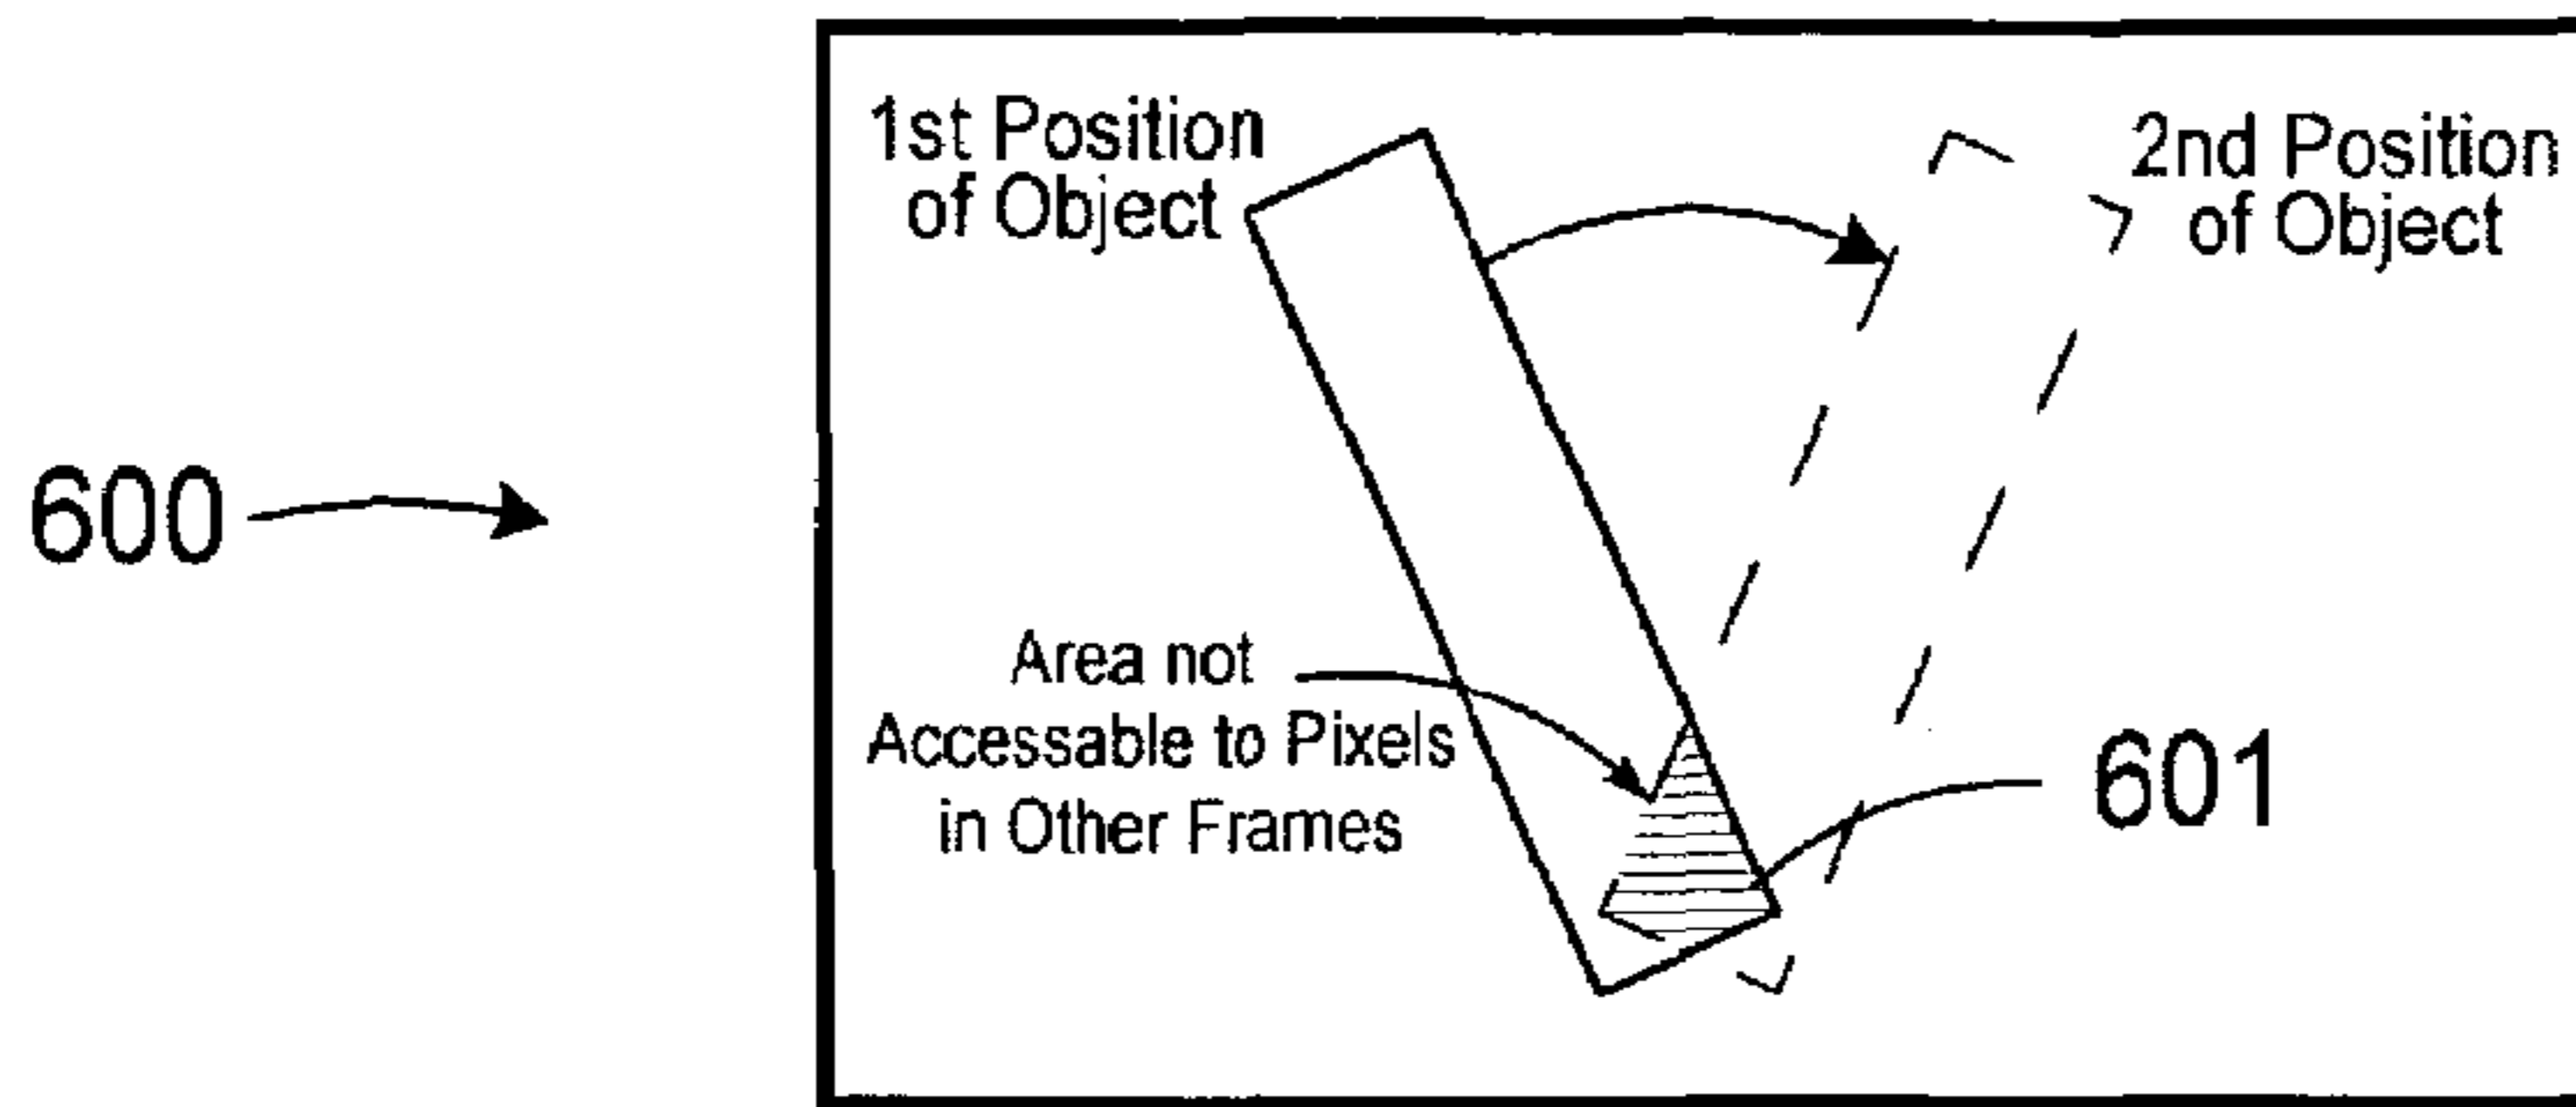 1st Position
of Object
2nd Position
of Object
600
Area not
Accessable to Pixels
in Other Frames
601